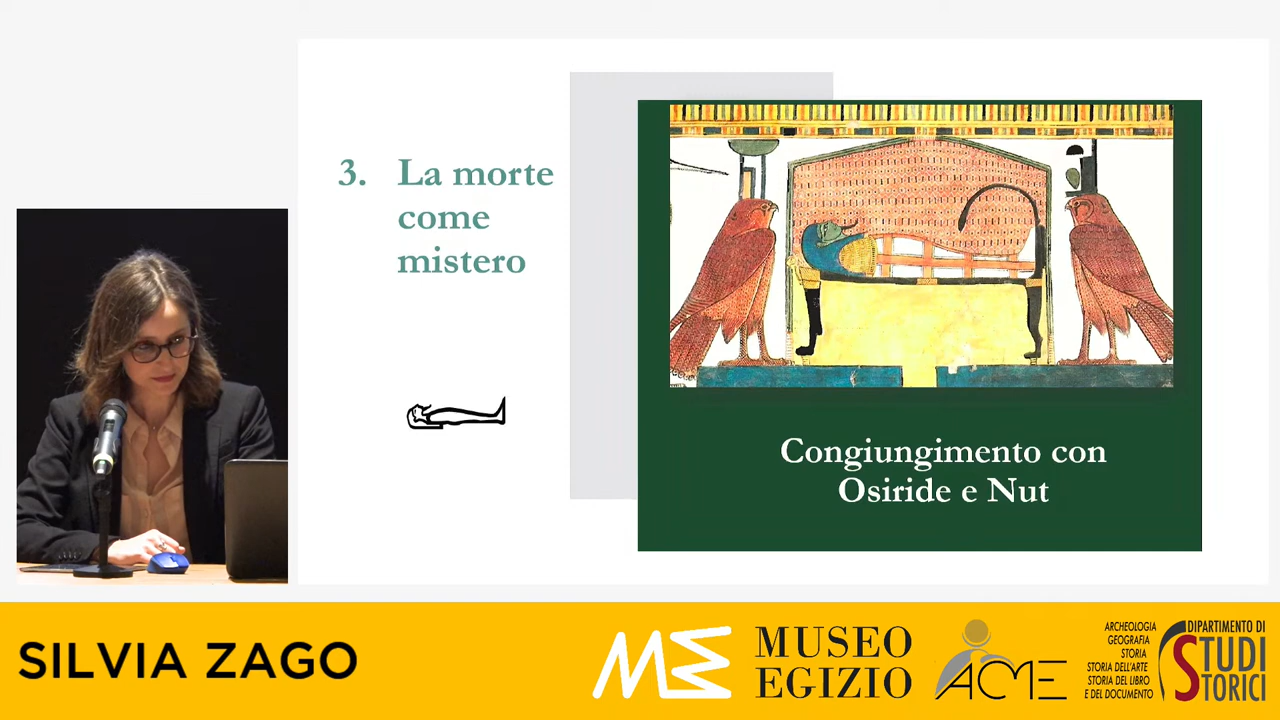 3. La morte
come
mistero
Congiungimento con
Osiride e Nut
SILVIA ZAGO
MUSEO
EGIZIO
ACME
ARCHEOLOGIA
GEOGRAFIA
STORIA
STORIA DELL'ARTE
STORIA DEL LIBRO
E DEL DOCUMENTO
DIPARTIMENTO DI
STUDI
STORICI